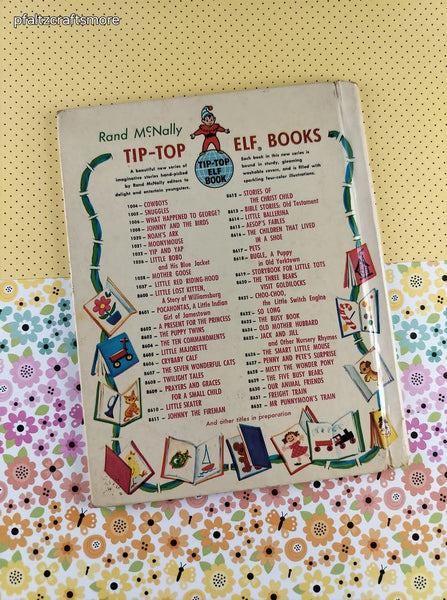 pfaltzcraftsmore
Rand McNally
TIP-TOP ELF BOOKS
TIP-TOP
ELF
BOOK
A beautiful new series of
imaginative stories hand-picked
by Rand McNally editors to
delight and entertain youngsters.
Each book in this new series is
bound in sturdy, gleaming
washable covers, and is filled with
sparkling four-color illustrations.
1004 – COWBOYS
1005 – SNUGGLES
1006 – WHAT HAPPENED TO GEORGE?
1008 – JOHNNY AND THE BIRDS
1020 – NOAH'S ARK
1021 – MOONYMOUSE
1023 – YIP AND YAP
1026 – LITTLE BOBO
and His Blue Jacket
1028 – MOTHER GOOSE
1037 – LITTLE RED RIDING-HOOD
8600 – LITTLE LOST KITTEN,
A Story of Williamsburg
8601 – POCAHONTAS, A Little Indian
Girl of Jamestown
8602 – A PRESENT FOR THE PRINCESS
8603 – THE PUPPY TWINS
8604 – THE TEN COMMANDMENTS
8605 – LITTLE MAJORETTE
8606 – CRYBABY CALF
8607 – THE SEVEN WONDERFUL CATS
8608 – TWILIGHT TALES
8609 – PRAYERS AND GRACES
FOR A SMALL CHILD
8610 – LITTLE SKATER
8611 – JOHNNY THE FIREMAN
8612 – STORIES OF
THE CHRIST CHILD
8613 – BIBLE STORIES: Old Testament
8614 – LITTLE BALLERINA
8615 – AESOP'S FABLES
8616 – THE CHILDREN THAT LIVED
IN A SHOE
8617 – PETS
8618 – BUGLE, A Puppy
in Old Yorktown
8619 – STORYBOOK FOR LITTLE TOTS
8620 – THE THREE BEARS
VISIT GOLDILOCKS
8621 – CHOO-CHOO,
the Little Switch Engine
8622 – SO LONG
8623 – THE BUSY BOOK
8624 – OLD MOTHER HUBBARD
8625 – JACK AND JILL
and Other Nursery Rhymes
8626 – THE SMART LITTLE MOUSE
8627 – PENNY AND PETE'S SURPRISE
8628 – MISTY THE WONDER PONY
8629 – THE FIVE BUSY BEARS
8630 – OUR ANIMAL FRIENDS
8631 – FREIGHT TRAIN
8632 – MR PUNNYMOON'S TRAIN
And other titles in preparation